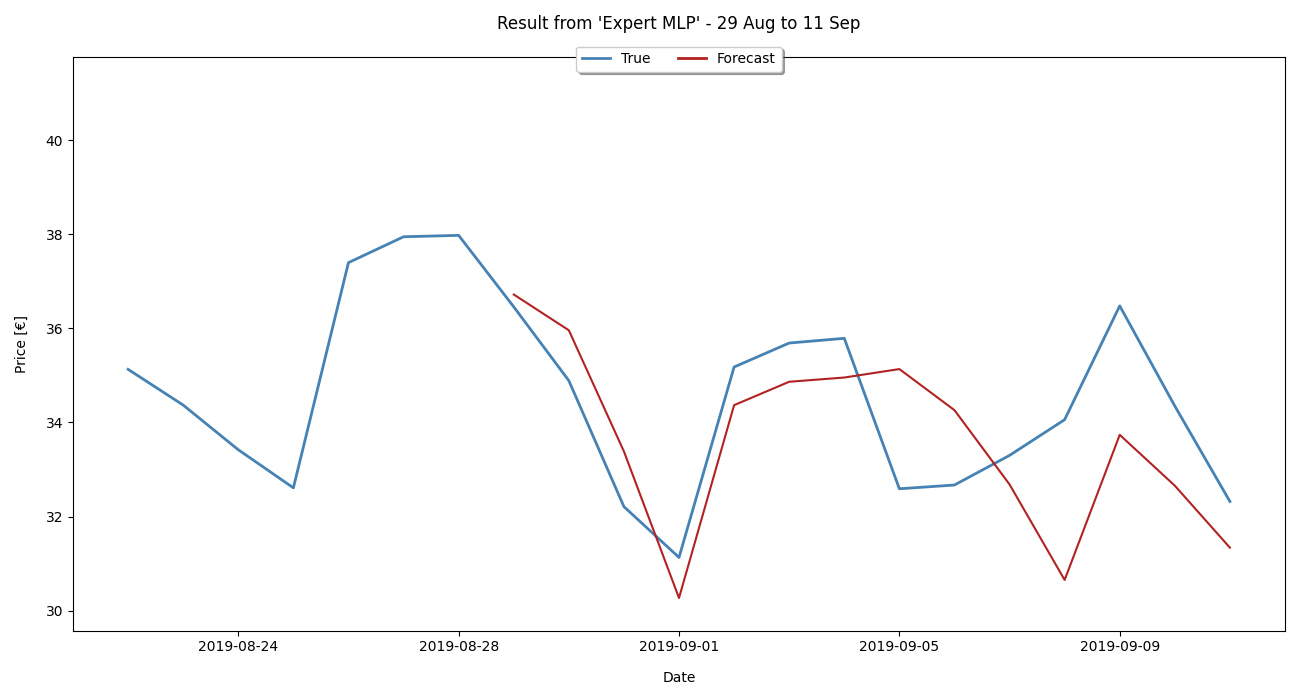 Result from 'Expert MLP' - 29 Aug to 11 Sep
True Forecast
40
38
36
34
32
30
Price [€]
2019-08-24 2019-08-28 2019-09-01 2019-09-05 2019-09-09
Date